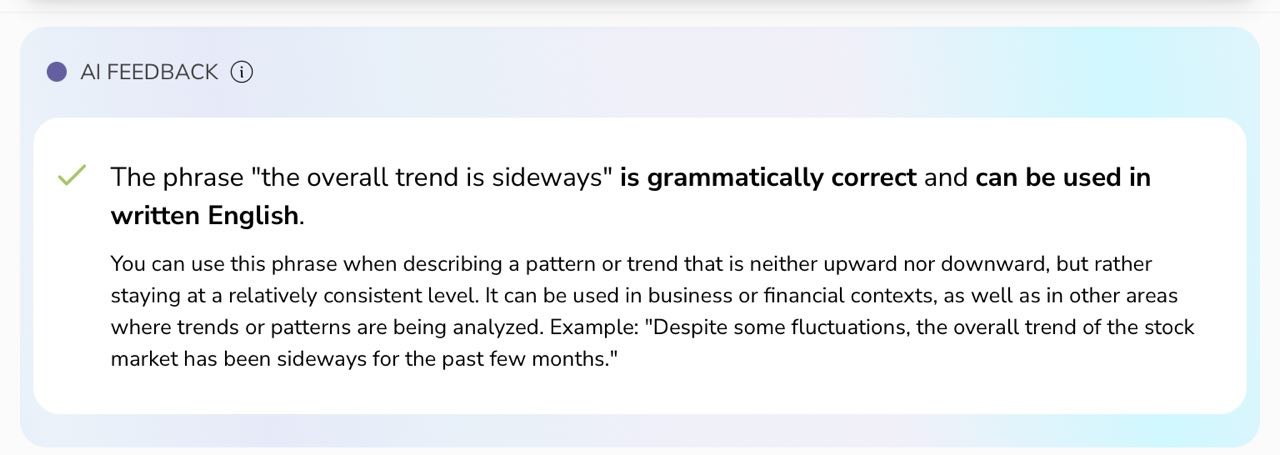 AI FEEDBACK
The phrase "the overall trend is sideways" is grammatically correct and can be used in
written English.
You can use this phrase when describing a pattern or trend that is neither upward nor downward, but rather
staying at a relatively consistent level. It can be used in business or financial contexts, as well as in other areas
where trends or patterns are being analyzed. Example: "Despite some fluctuations, the overall trend of the stock
market has been sideways for the past few months."